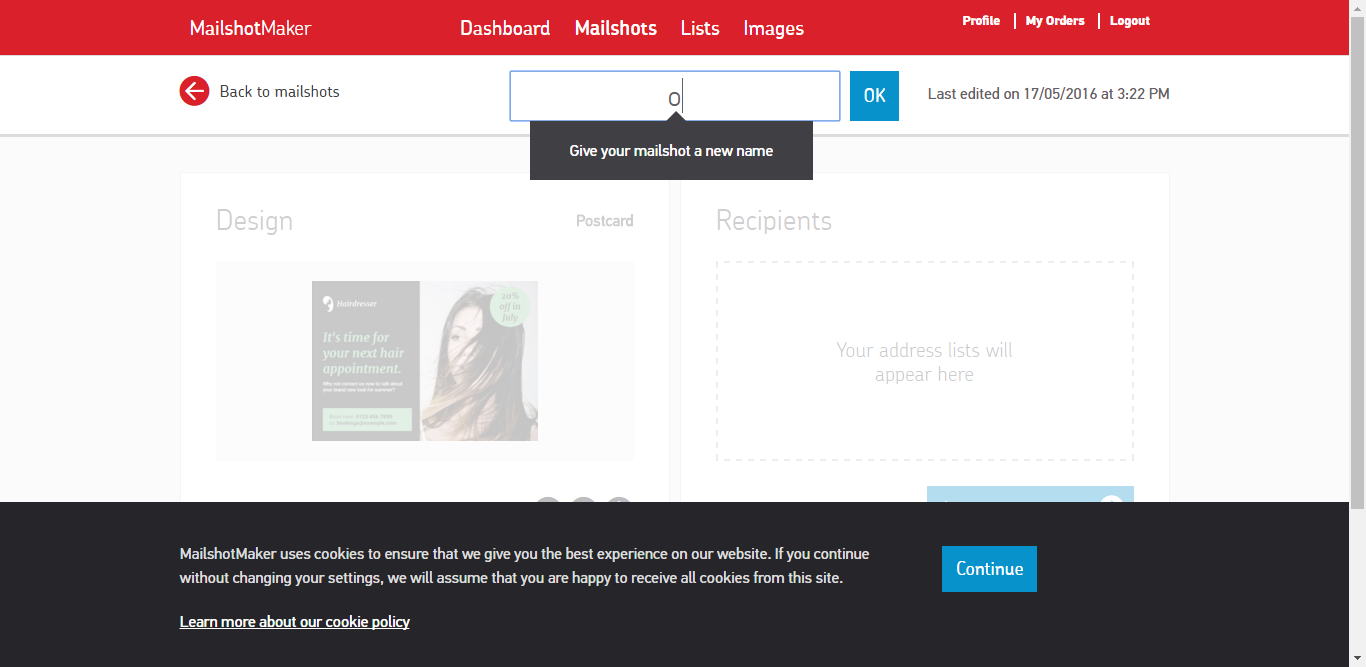 MailshotMaker
Dashboard Mailshots Lists Images
Profile My Orders Logout
Back to mailshots
O
OK
Last edited on 17/05/2016 at 3:22 PM
Give your mailshot a new name
Design
Postcard
Recipients
Hairdresser
20%
off in
July
It's time for
your next hair
appointment.
Why not contact us now to talk about
your brand new look for summer?
Book now: 0123 456 7890
or bookings@example.com
Your address lists will
appear here
MailshotMaker uses cookies to ensure that we give you the best experience on our website. If you continue
without changing your settings, we will assume that you are happy to receive all cookies from this site.
Continue
Learn more about our cookie policy